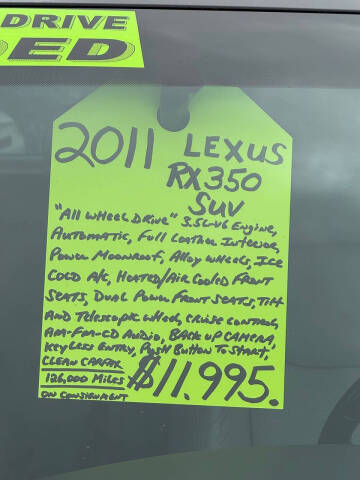 DRIVE
DED
2011 LEXUS
RX350
SUV
"All Wheel Drive" 3.5L-V6 Engine,
Automatic, Full Leather Interior,
Power Moonroof, Alloy Wheels, Ice
Cold A/C, Heated/Air Cooled Front
Seats, Dual Power Front Seats, Tilt
And Telescopic Wheel, Cruise Control,
AM-FM-CD Audio, Back up Camera,
Keyless Entry, Push Button To Start,
Clean Carfax
126,000 Miles
$11,995.
On Consignment